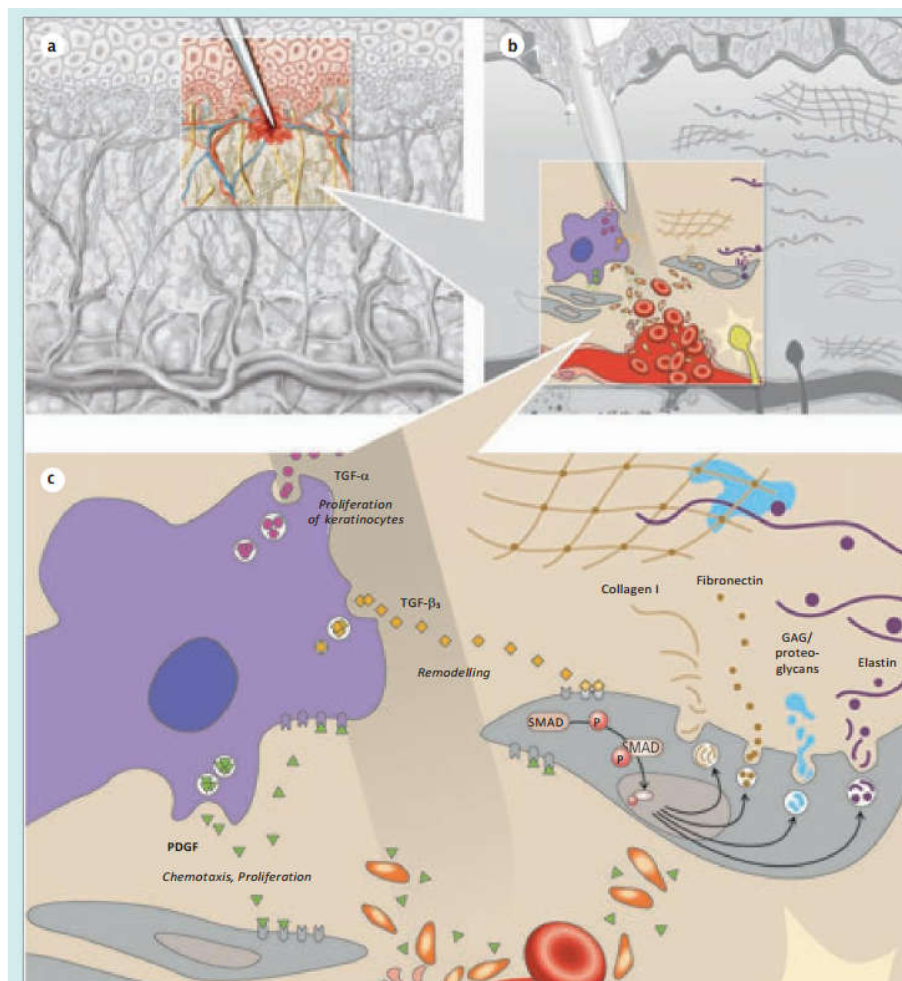 a
b
c
TGF-α
Proliferation
of keratinocytes
TGF-β₃
Remodelling
Collagen I
Fibronectin
GAG/
proteo-
glycans
Elastin
SMAD
P
SMAD
P
PDGF
Chemotaxis, Proliferation